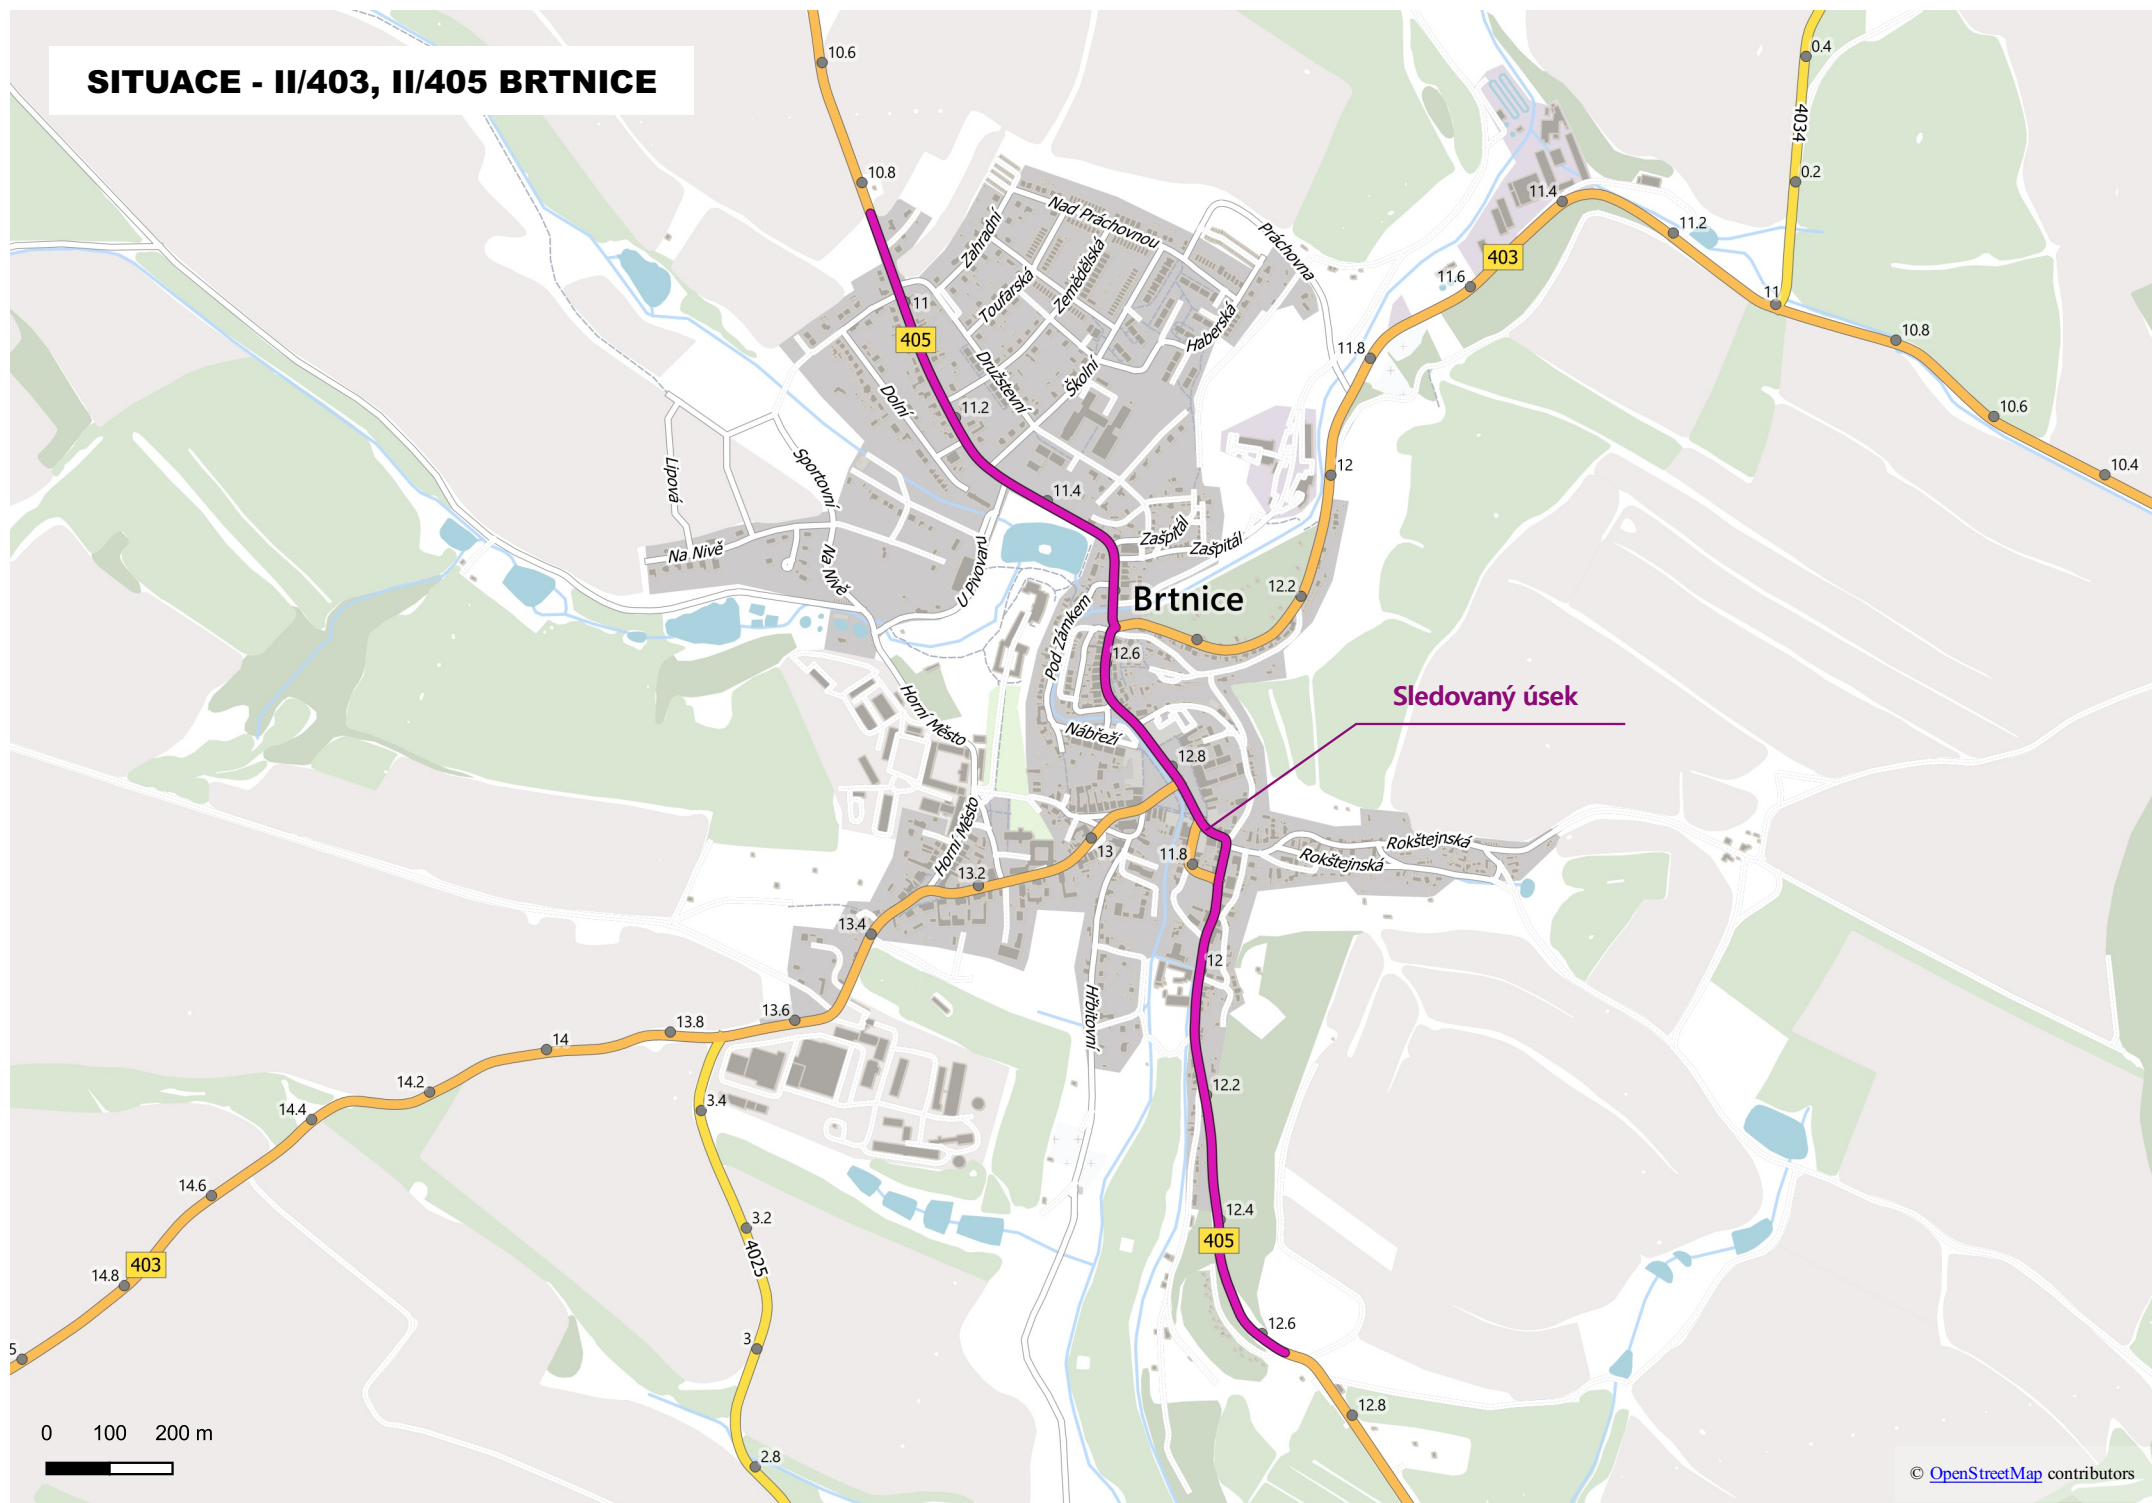 SITUACE - II/403, II/405 BRTNICE
10.6
0.4
4034
10.8
0.2
11.4
Nad Práchovnou
Zahradní
11.2
Práchovna
403
Zemědělská
Toufarská
11.6
11
11
Haberská
10.8
405
11.8
Družstevní
Školní
Dolní
11.2
10.6
Lipová
Sportovní
12
10.4
11.4
Zašpitál
Zašpitál
Na Nivě
Na Nivě
U Pivovaru
12.2
Brtnice
Pod Zámkem
12.6
Sledovaný úsek
Horní Město
Nábřeží
12.8
Horní Město
13
11.8
Rokštejnská
Rokštejnská
13.2
13.4
12
Hřbitovní
13.6
13.8
14
14.2
12.2
14.4
3.4
14.6
3.2
12.4
4025
405
403
14.8
12.6
3
5
12.8
0 100 200 m
2.8
© OpenStreetMap contributors